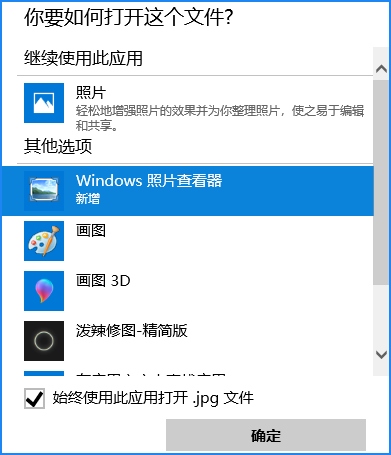 你要如何打开这个文件?
继续使用此应用
照片
轻松地增强照片的效果并为你整理照片，使之易于编辑
和共享。
其他选项
Windows 照片查看器
新增
画图
画图 3D
泼辣修图-精简版
始终使用此应用打开 .jpg 文件
确定